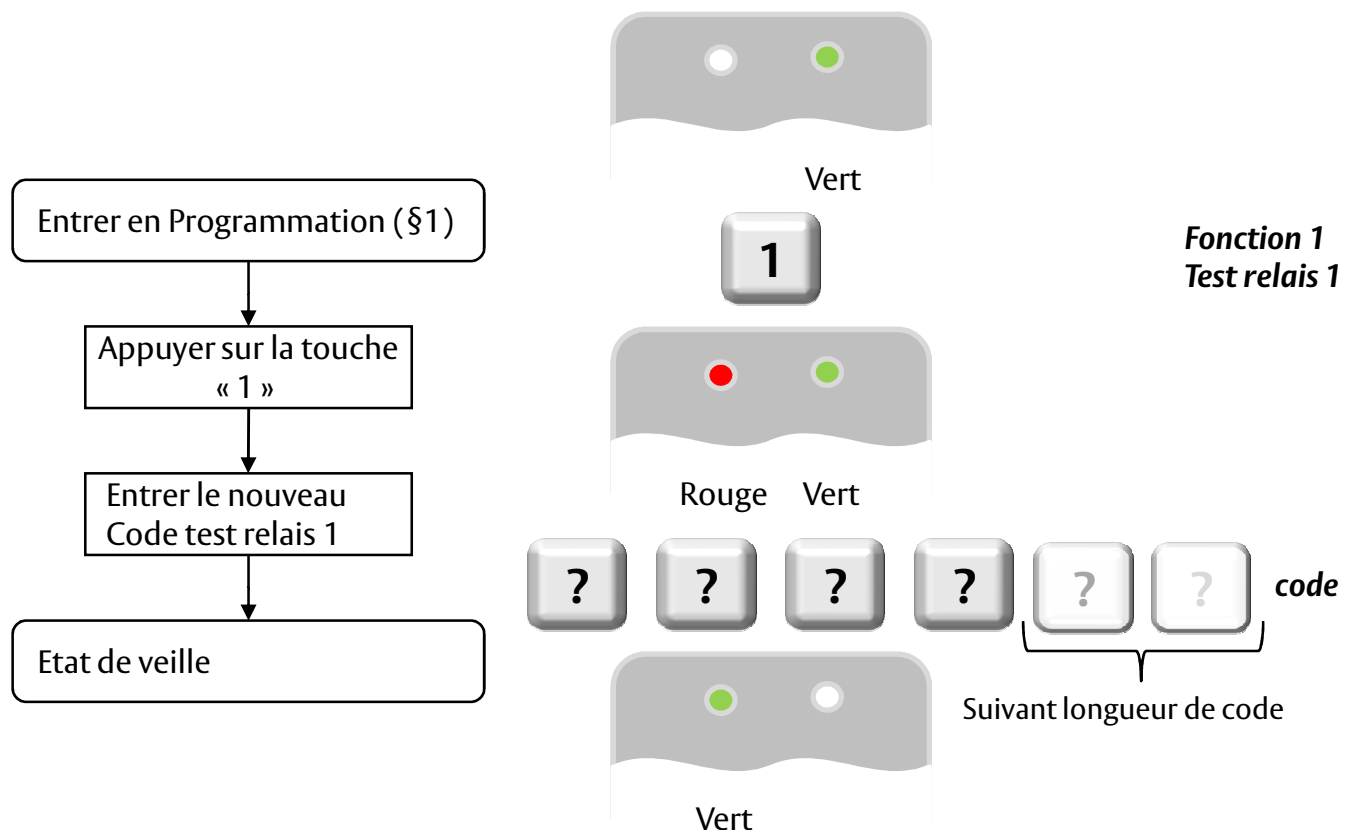 Vert
Entrer en Programmation (§1)
1
Fonction 1
Test relais 1
Appuyer sur la touche
« 1 »
Rouge Vert
Entrer le nouveau
Code test relais 1
? ? ? ? ? ? code
Etat de veille
Suivant longueur de code
Vert